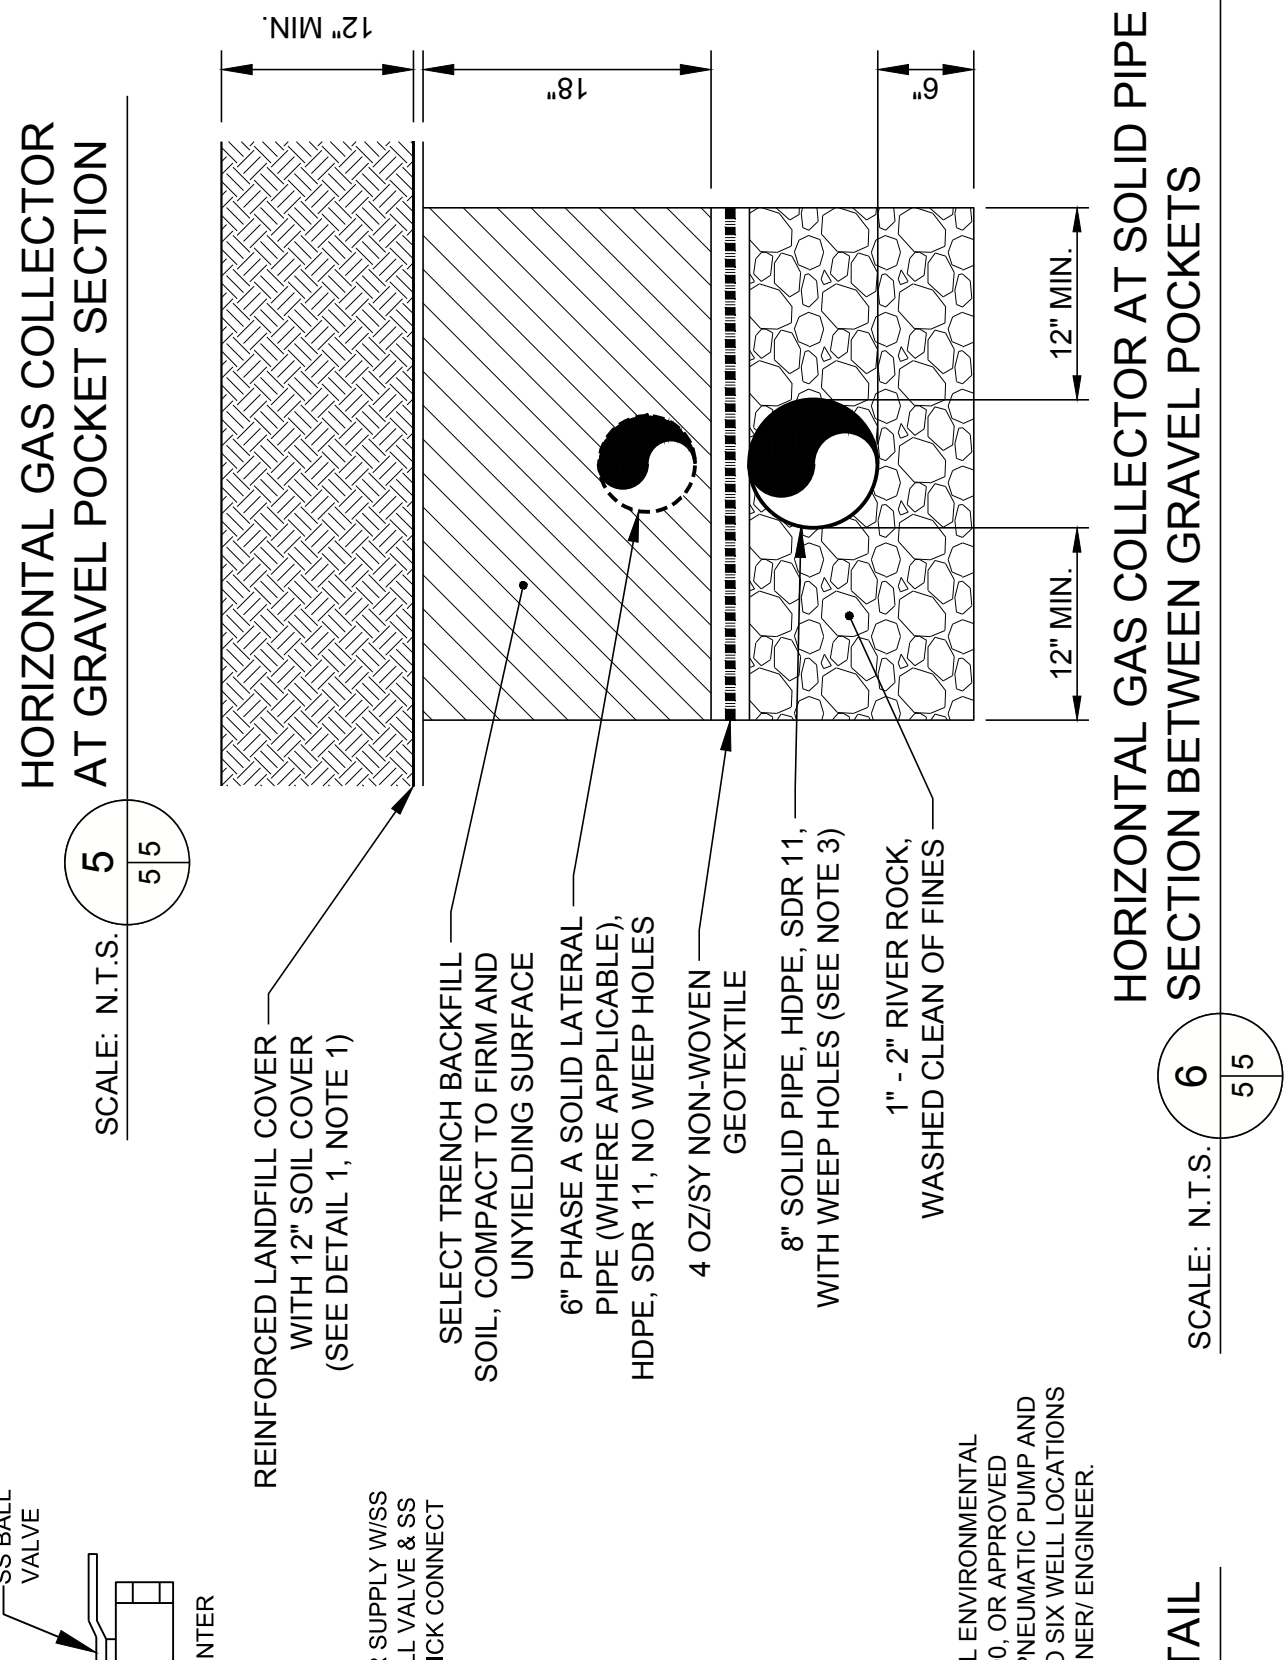 HORIZONTAL GAS COLLECTOR
AT GRAVEL POCKET SECTION
5
5 5
SCALE: N.T.S.
12" MIN.
18"
6"
12" MIN.
12" MIN.
REINFORCED LANDFILL COVER
WITH 12" SOIL COVER
(SEE DETAIL 1, NOTE 1)
SELECT TRENCH BACKFILL
SOIL, COMPACT TO FIRM AND
UNYIELDING SURFACE
6" PHASE A SOLID LATERAL
PIPE (WHERE APPLICABLE),
HDPE, SDR 11, NO WEEP HOLES
4 OZ/SY NON-WOVEN
GEOTEXTILE
8" SOLID PIPE, HDPE, SDR 11,
WITH WEEP HOLES (SEE NOTE 3)
1" - 2" RIVER ROCK,
WASHED CLEAN OF FINES
HORIZONTAL GAS COLLECTOR AT SOLID PIPE
SECTION BETWEEN GRAVEL POCKETS
6
5 5
SCALE: N.T.S.
SS BALL
VALVE
NTER
R SUPPLY W/SS
LL VALVE & SS
ICK CONNECT
L ENVIRONMENTAL
00, OR APPROVED
PNEUMATIC PUMP AND
O SIX WELL LOCATIONS
NER/ ENGINEER.
TAIL